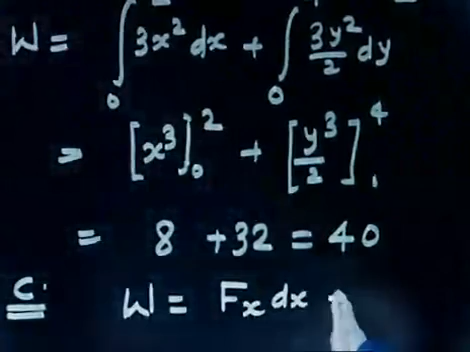 W = ∫₀ 3x² dx + ∫₀ 3y²/2 dy
= [x³]₀² + [y³/2]₁⁴
= 8 + 32 = 40
C. W = Fₓ dx